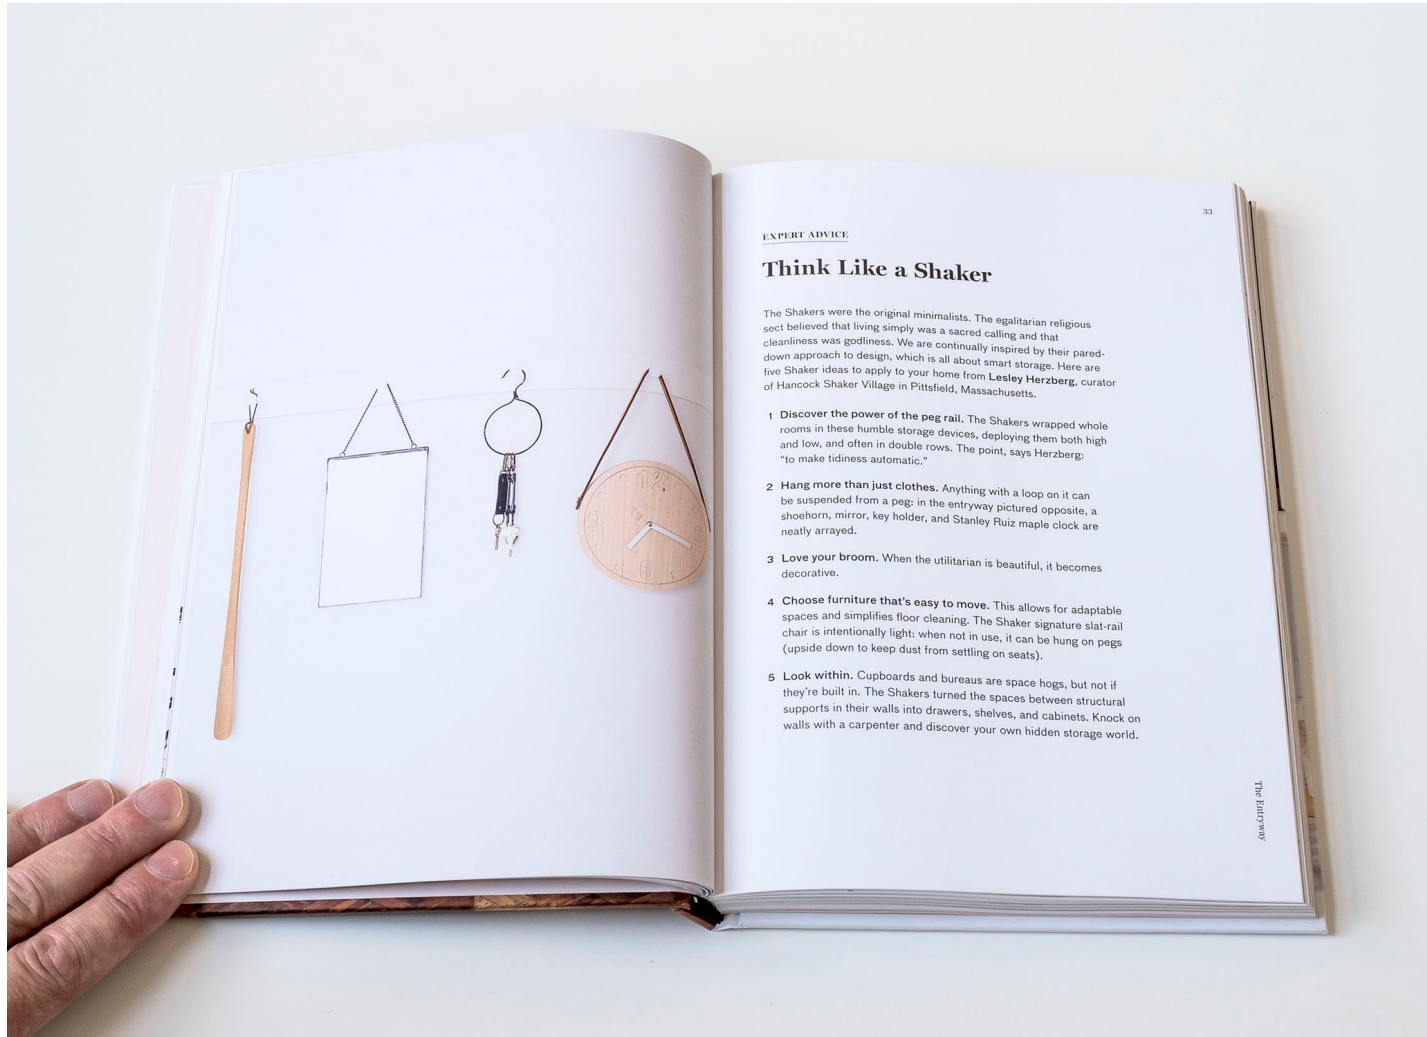 12
6
33
EXPERT ADVICE
Think Like a Shaker
The Shakers were the original minimalists. The egalitarian religious
sect believed that living simply was a sacred calling and that
cleanliness was godliness. We are continually inspired by their pared-
down approach to design, which is all about smart storage. Here are
five Shaker ideas to apply to your home from Lesley Herzberg, curator
of Hancock Shaker Village in Pittsfield, Massachusetts.
1 Discover the power of the peg rail. The Shakers wrapped whole
rooms in these humble storage devices, deploying them both high
and low, and often in double rows. The point, says Herzberg:
“to make tidiness automatic.”
2 Hang more than just clothes. Anything with a loop on it can
be suspended from a peg: in the entryway pictured opposite, a
shoehorn, mirror, key holder, and Stanley Ruiz maple clock are
neatly arrayed.
3 Love your broom. When the utilitarian is beautiful, it becomes
decorative.
4 Choose furniture that’s easy to move. This allows for adaptable
spaces and simplifies floor cleaning. The Shaker signature slat-rail
chair is intentionally light: when not in use, it can be hung on pegs
(upside down to keep dust from settling on seats).
5 Look within. Cupboards and bureaus are space hogs, but not if
they’re built in. The Shakers turned the spaces between structural
supports in their walls into drawers, shelves, and cabinets. Knock on
walls with a carpenter and discover your own hidden storage world.
The Entryway